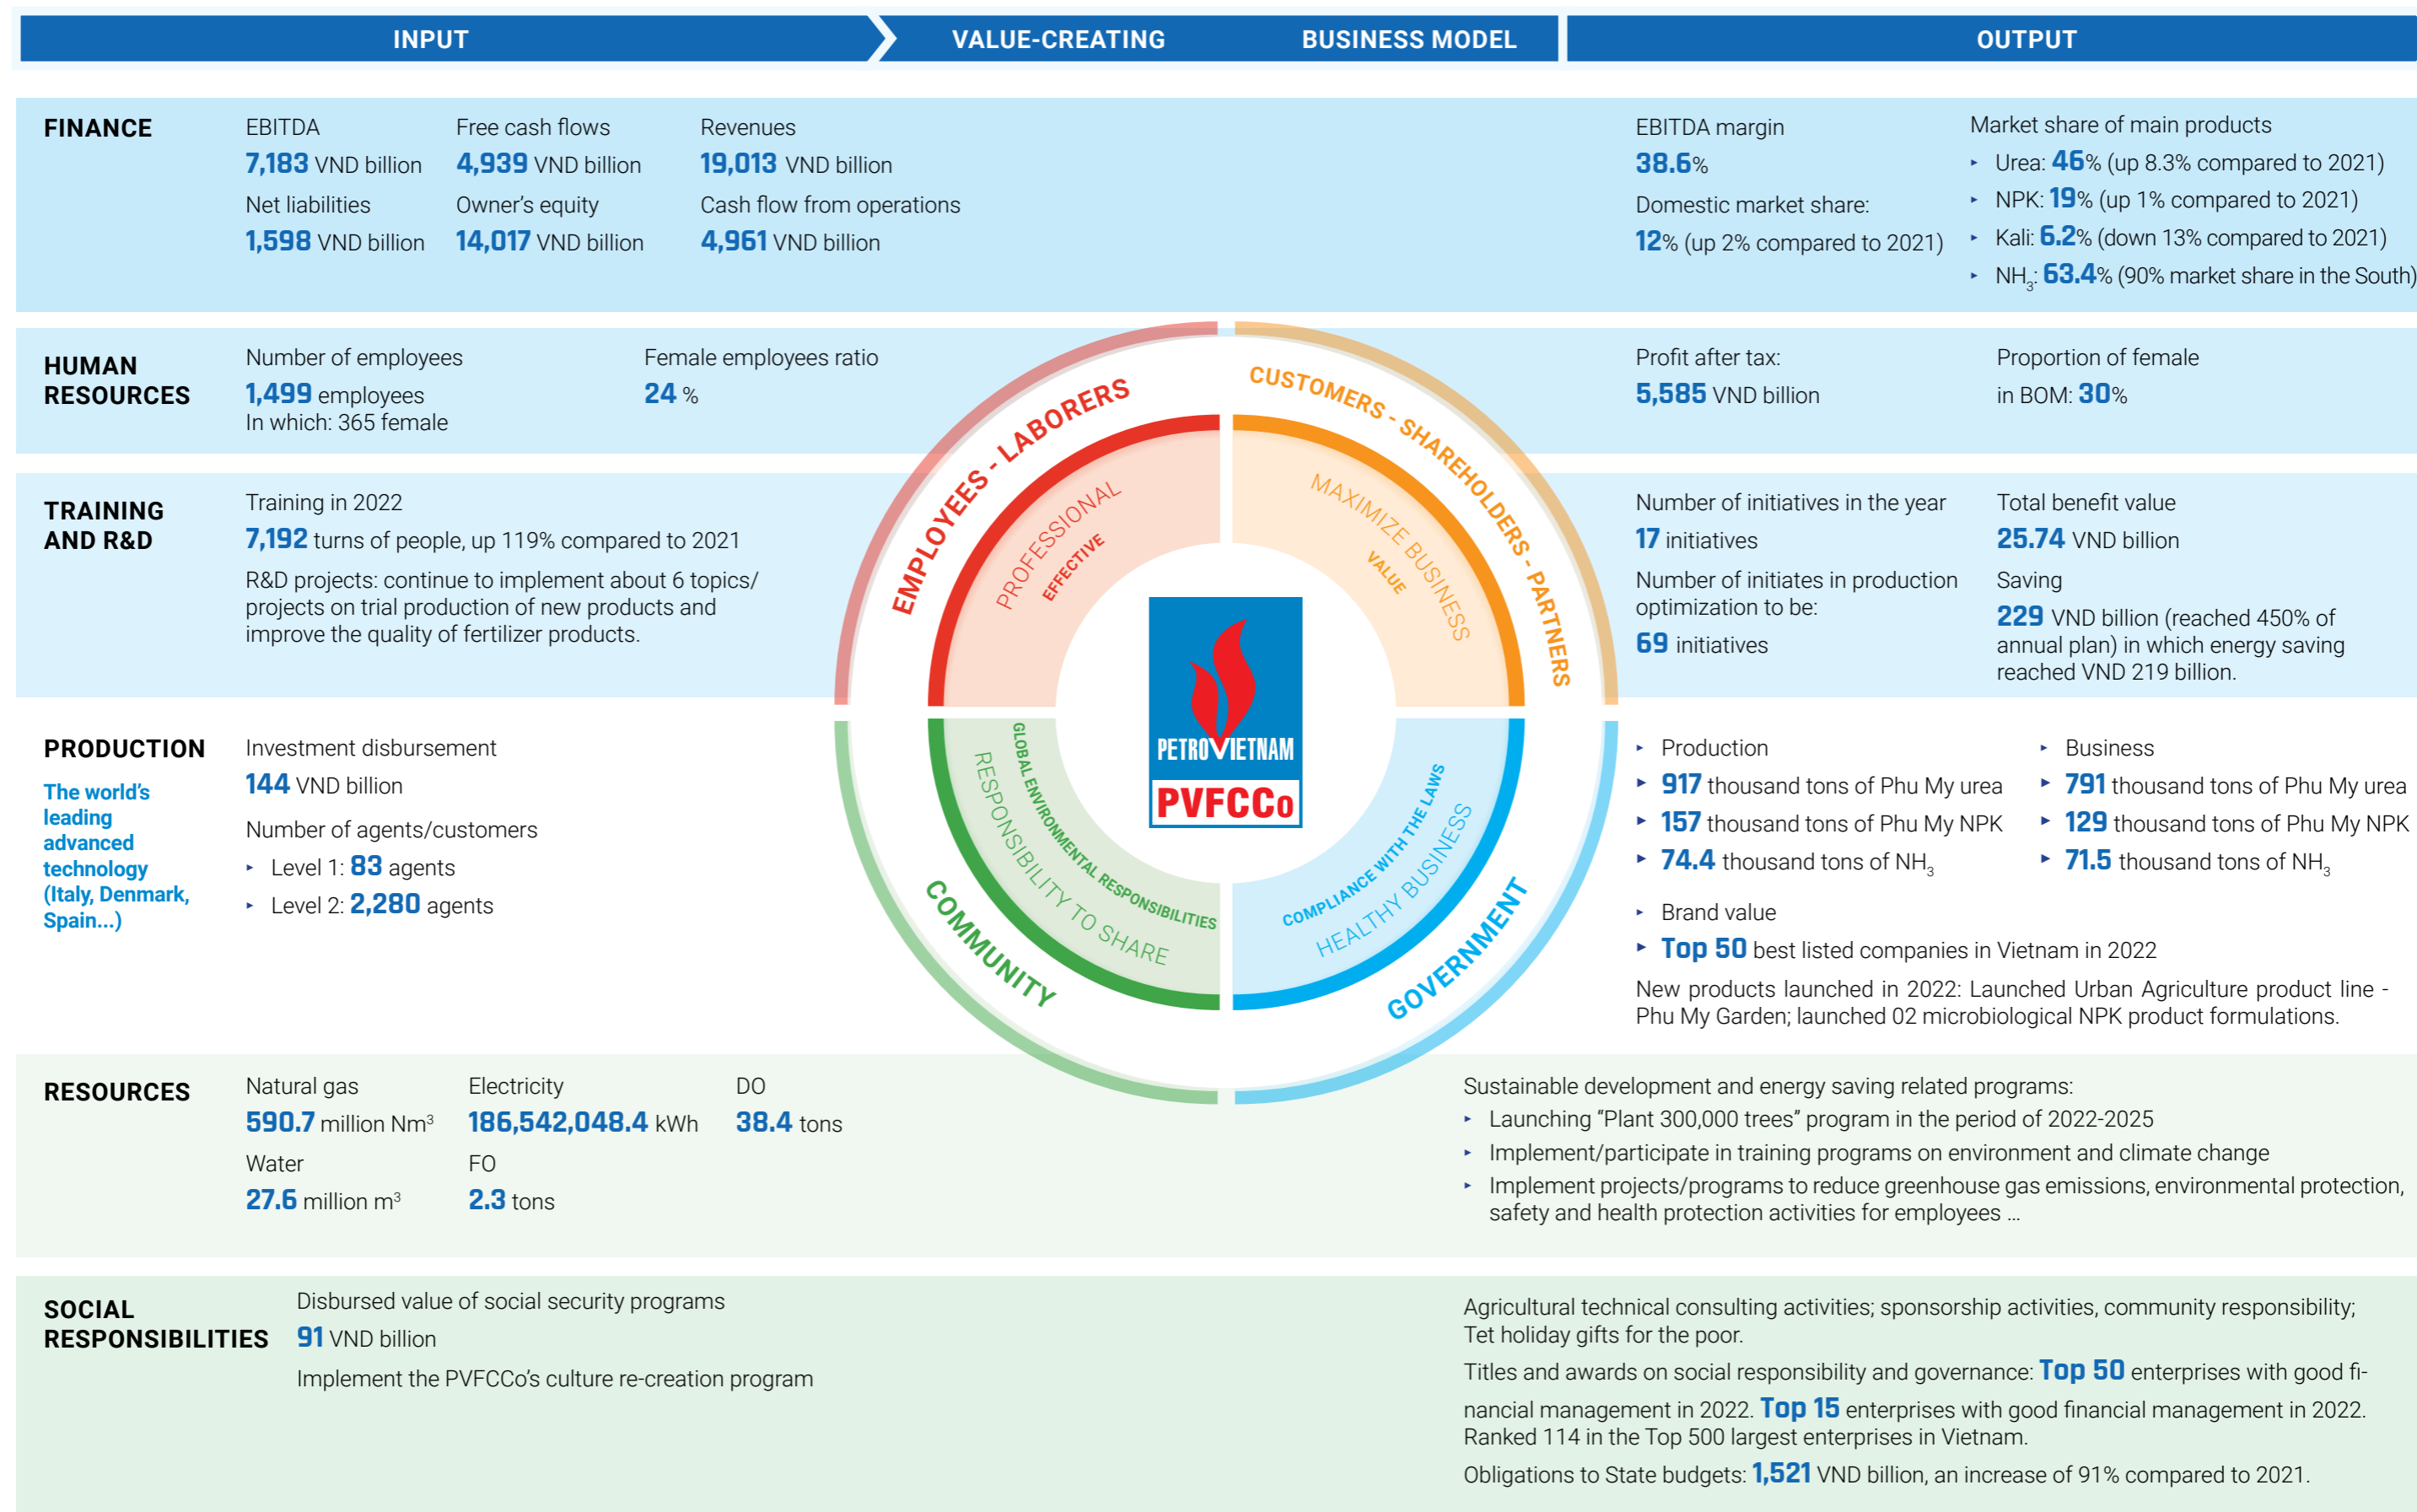 INPUT
VALUE-CREATING BUSINESS MODEL
OUTPUT
FINANCE
EBITDA
7,183 VND billion
Free cash flows
4,939 VND billion
Revenues
19,013 VND billion
Net liabilities
1,598 VND billion
Owner's equity
14,017 VND billion
Cash flow from operations
4,961 VND billion
EBITDA margin
38.6%
Domestic market share:
12% (up 2% compared to 2021)
Market share of main products
‣ Urea: 46% (up 8.3% compared to 2021)
‣ NPK: 19% (up 1% compared to 2021)
‣ Kali: 6.2% (down 13% compared to 2021)
‣ NH₃: 63.4% (90% market share in the South)
HUMAN
RESOURCES
Number of employees
1,499 employees
In which: 365 female
Female employees ratio
24 %
Profit after tax:
5,585 VND billion
Proportion of female
in BOM: 30%
TRAINING
AND R&D
Training in 2022
7,192 turns of people, up 119% compared to 2021
R&D projects: continue to implement about 6 topics/
projects on trial production of new products and
improve the quality of fertilizer products.
Number of initiatives in the year
17 initiatives
Number of initiates in production
optimization to be:
69 initiatives
Total benefit value
25.74 VND billion
Saving
229 VND billion (reached 450% of
annual plan) in which energy saving
reached VND 219 billion.
EMPLOYEES - LABORERS
PROFESSIONAL
EFFECTIVE
CUSTOMERS - SHAREHOLDERS - PARTNERS
MAXIMIZE BUSINESS
VALUE
PETROVIETNAM
PVFCCo
GLOBAL ENVIRONMENTAL RESPONSIBILITIES
RESPONSIBILITY TO SHARE
COMMUNITY
COMPLIANCE WITH THE LAWS
HEALTHY BUSINESS
GOVERNMENT
PRODUCTION
The world's
leading
advanced
technology
(Italy, Denmark,
Spain...)
Investment disbursement
144 VND billion
Number of agents/customers
‣ Level 1: 83 agents
‣ Level 2: 2,280 agents
‣ Production
‣ 917 thousand tons of Phu My urea
‣ 157 thousand tons of Phu My NPK
‣ 74.4 thousand tons of NH₃
‣ Business
‣ 791 thousand tons of Phu My urea
‣ 129 thousand tons of Phu My NPK
‣ 71.5 thousand tons of NH₃
‣ Brand value
‣ Top 50 best listed companies in Vietnam in 2022
New products launched in 2022: Launched Urban Agriculture product line -
Phu My Garden; launched 02 microbiological NPK product formulations.
RESOURCES
Natural gas
590.7 million Nm³
Electricity
186,542,048.4 kWh
DO
38.4 tons
Water
27.6 million m³
FO
2.3 tons
Sustainable development and energy saving related programs:
‣ Launching “Plant 300,000 trees” program in the period of 2022-2025
‣ Implement/participate in training programs on environment and climate change
‣ Implement projects/programs to reduce greenhouse gas emissions, environmental protection,
safety and health protection activities for employees ...
SOCIAL
RESPONSIBILITIES
Disbursed value of social security programs
91 VND billion
Implement the PVFCCo's culture re-creation program
Agricultural technical consulting activities; sponsorship activities, community responsibility;
Tet holiday gifts for the poor.
Titles and awards on social responsibility and governance: Top 50 enterprises with good fi-
nancial management in 2022. Top 15 enterprises with good financial management in 2022.
Ranked 114 in the Top 500 largest enterprises in Vietnam.
Obligations to State budgets: 1,521 VND billion, an increase of 91% compared to 2021.